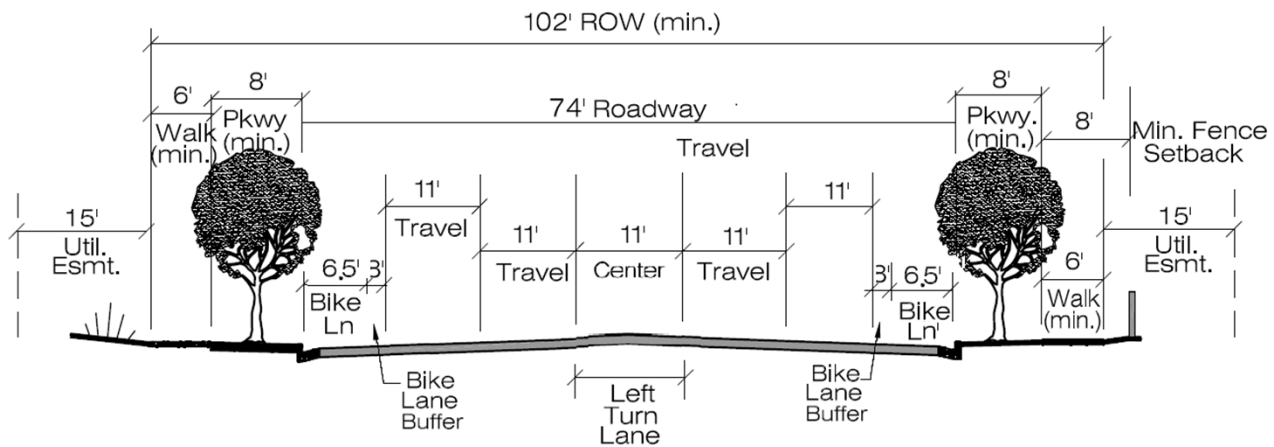 102' ROW (min.)
6'
8'
8'
Walk
(min.)
Pkwy
(min.)
74' Roadway
Pkwy.
(min.)
8'
Min. Fence
Setback
Travel
11'
11'
Travel
15'
Util.
Esmt.
11'
Travel
11'
Center
11'
Travel
15'
Util.
Esmt.
6.5'
3'
Bike
Ln
3'
6.5'
Bike
Ln'
6'
Walk
(min.)
Bike
Lane
Buffer
Left
Turn
Lane
Bike
Lane
Buffer